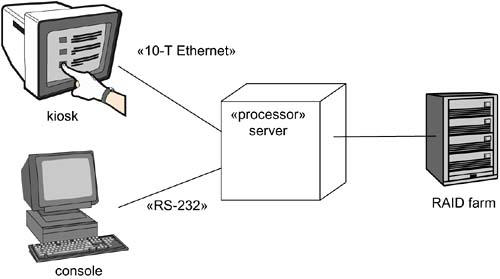 «10-T Ethernet»
kiosk
«processor»
server
RAID farm
«RS-232»
console